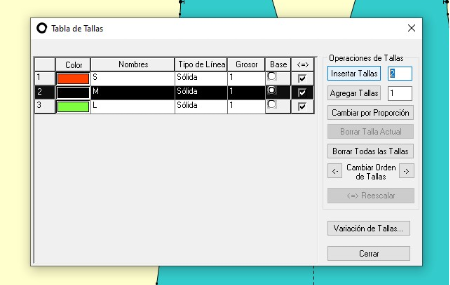 Tabla de Tallas
Color Nombres Tipo de Línea Grosor Base <=>
1 S Sólida 1
2 M Sólida 1
3 L Sólida 1
Operaciones de Tallas
Insertar Tallas
Agregar Tallas 1
Cambiar por Proporción
Borrar Talla Actual
Borrar Todas las Tallas
<- Cambiar Orden ->
de Tallas
<=> Reescalar
Variación de Tallas...
Cerrar